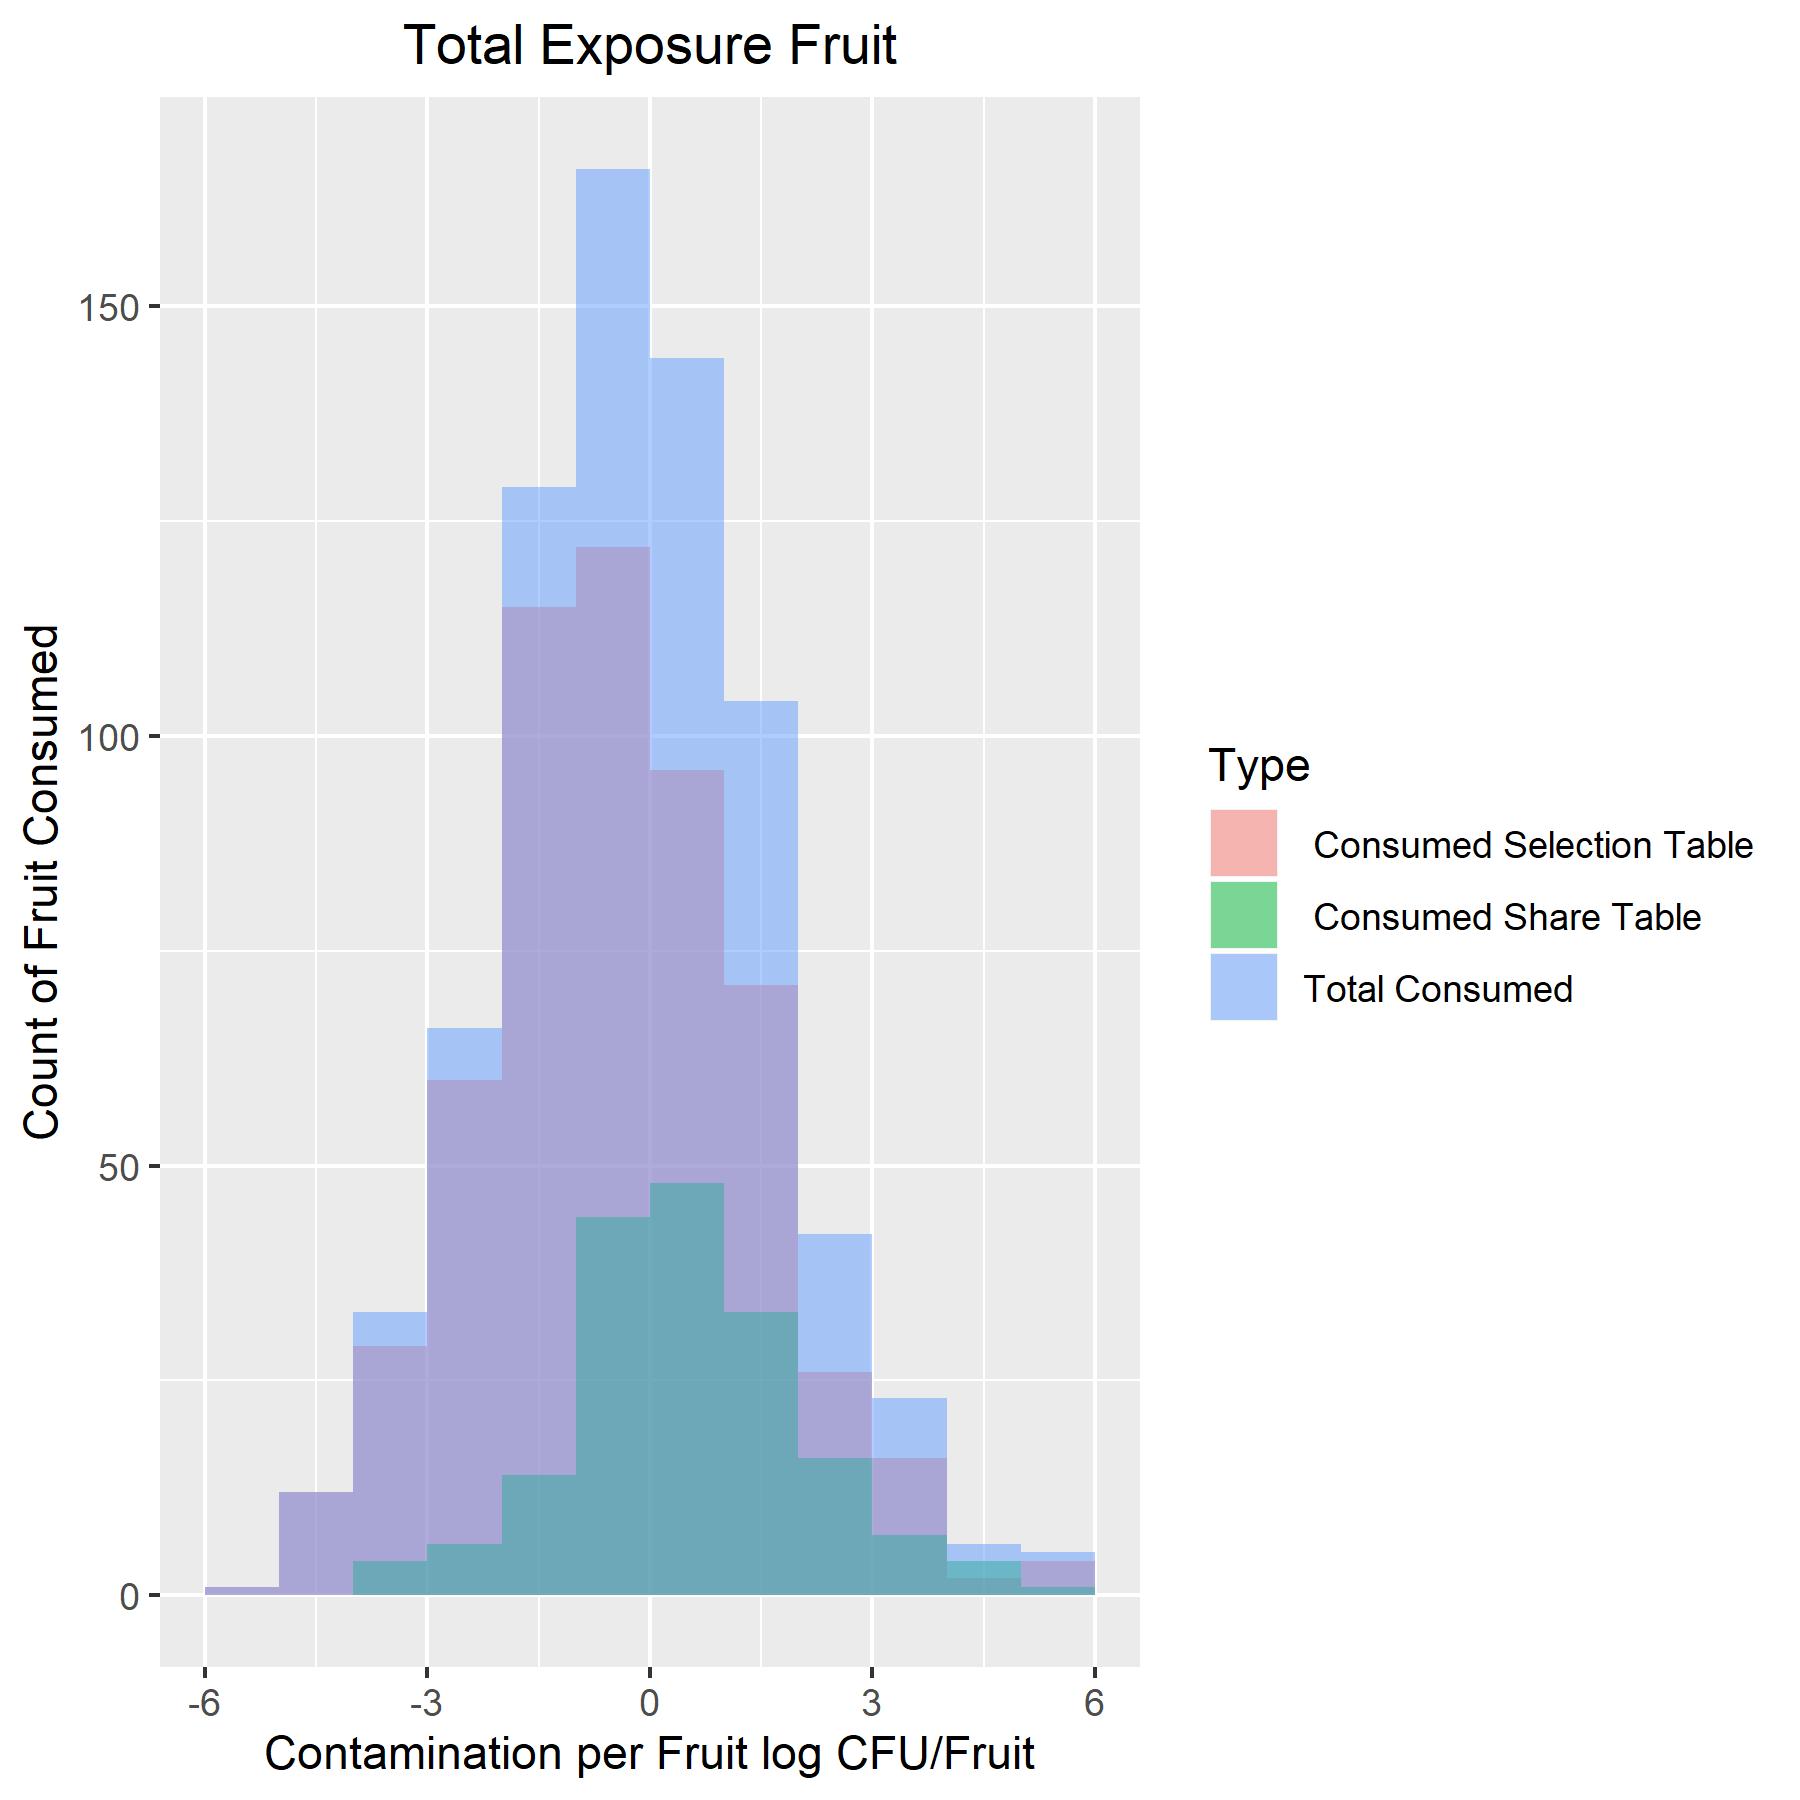 Total Exposure Fruit
Count of Fruit Consumed
150
100
50
0
-6
-3
0
3
6
Contamination per Fruit log CFU/Fruit
Type
Consumed Selection Table
Consumed Share Table
Total Consumed